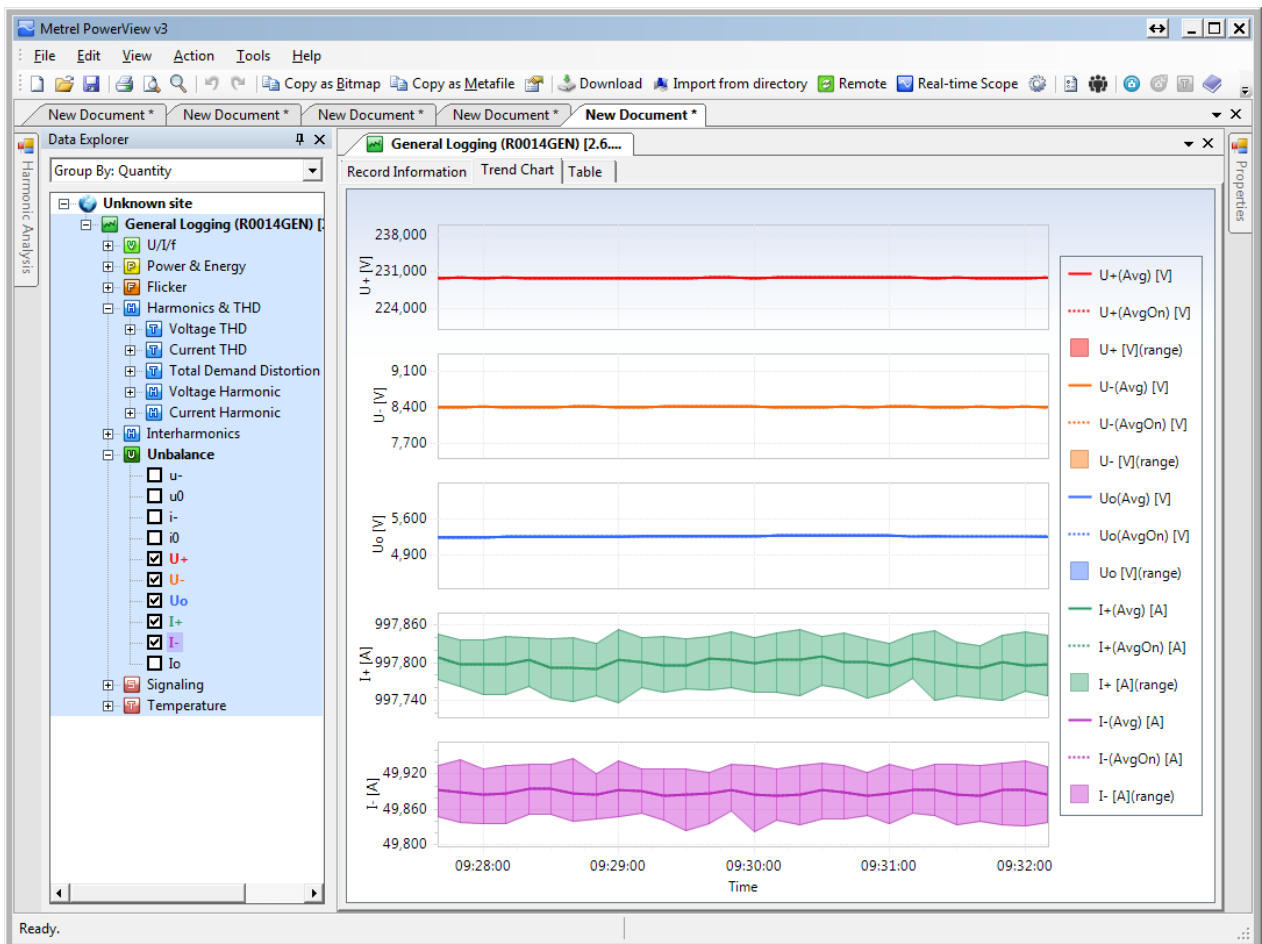 Metrel PowerView v3
File Edit View Action Tools Help
Copy as Bitmap Copy as Metafile Download Import from directory Remote Real-time Scope
New Document * New Document * New Document * New Document * New Document *
Harmonic Analysis
Data Explorer
Group By: Quantity
Unknown site
General Logging (R0014GEN) [
U/I/f
Power & Energy
Flicker
Harmonics & THD
Voltage THD
Current THD
Total Demand Distortion
Voltage Harmonic
Current Harmonic
Interharmonics
Unbalance
u-
u0
i-
i0
U+
U-
Uo
I+
I-
Io
Signaling
Temperature
General Logging (R0014GEN) [2.6....
Record Information Trend Chart Table
U+ [V]
238,000
231,000
224,000
U- [V]
9,100
8,400
7,700
Uo [V]
5,600
4,900
I+ [A]
997,860
997,800
997,740
I- [A]
49,920
49,860
49,800
09:28:00 09:29:00 09:30:00 09:31:00 09:32:00
Time
U+(Avg) [V]
U+(AvgOn) [V]
U+ [V](range)
U-(Avg) [V]
U-(AvgOn) [V]
U- [V](range)
Uo(Avg) [V]
Uo(AvgOn) [V]
Uo [V](range)
I+(Avg) [A]
I+(AvgOn) [A]
I+ [A](range)
I-(Avg) [A]
I-(AvgOn) [A]
I- [A](range)
Properties
Ready.